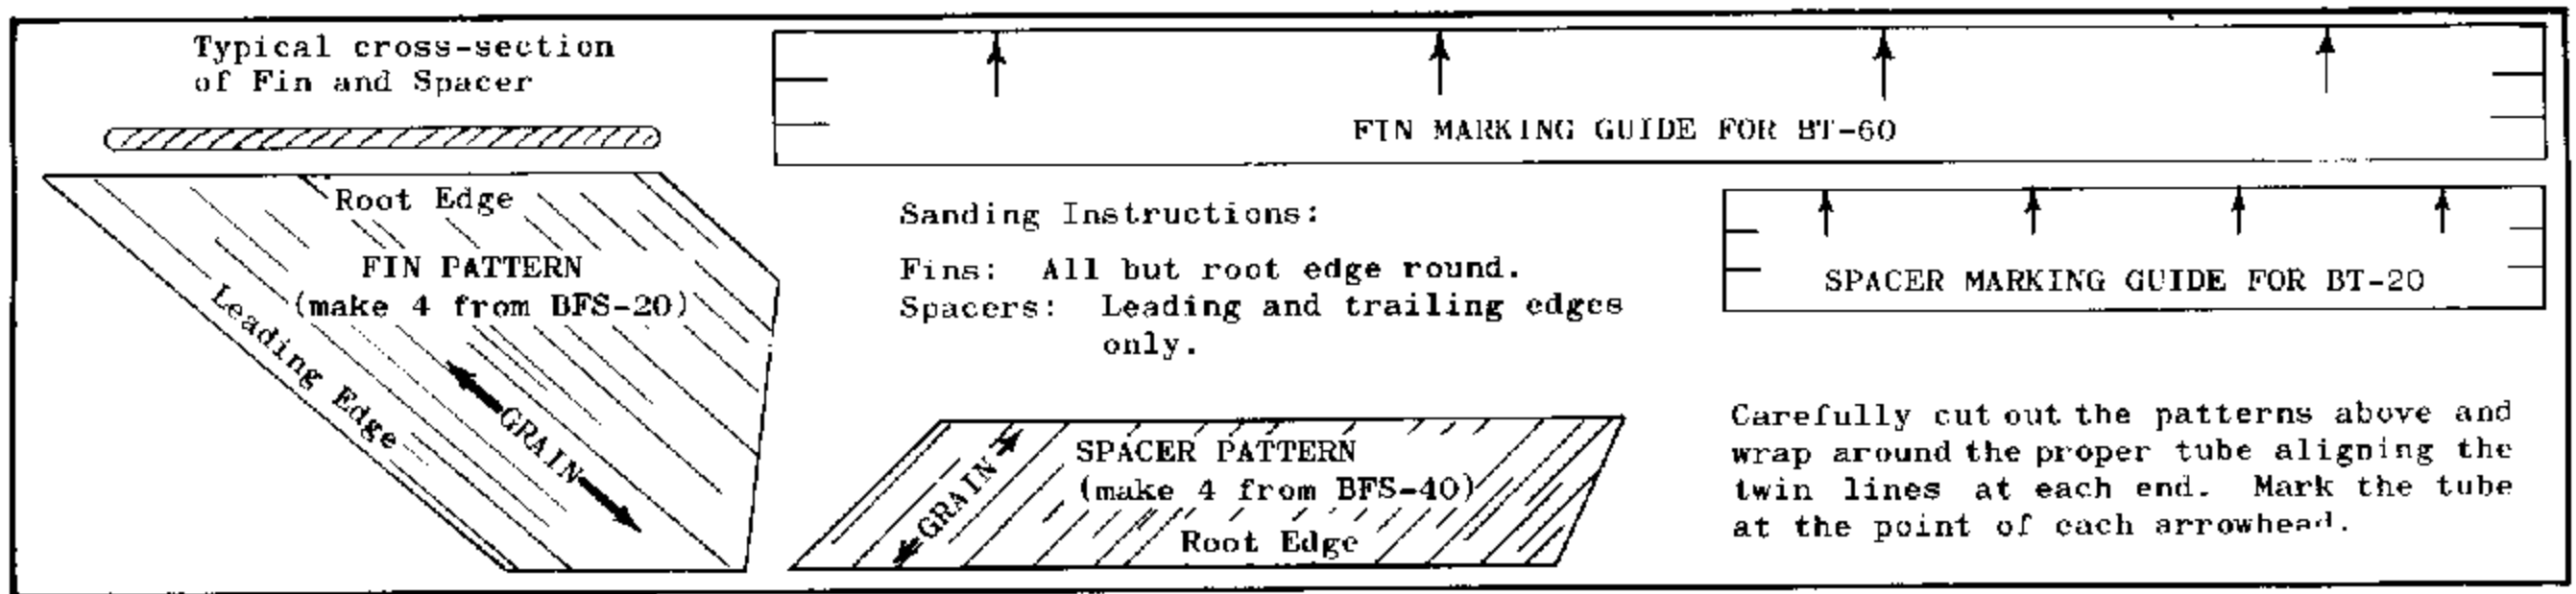 Typical cross-section
of Fin and Spacer
FIN MARKING GUIDE FOR BT-60
Root Edge
FIN PATTERN
(make 4 from BFS-20)
Leading Edge
GRAIN
Sanding Instructions:
Fins: All but root edge round.
Spacers: Leading and trailing edges
only.
SPACER MARKING GUIDE FOR BT-20
SPACER PATTERN
(make 4 from BFS-40)
GRAIN
Root Edge
Carefully cut out the patterns above and
wrap around the proper tube aligning the
twin lines at each end. Mark the tube
at the point of each arrowhead.